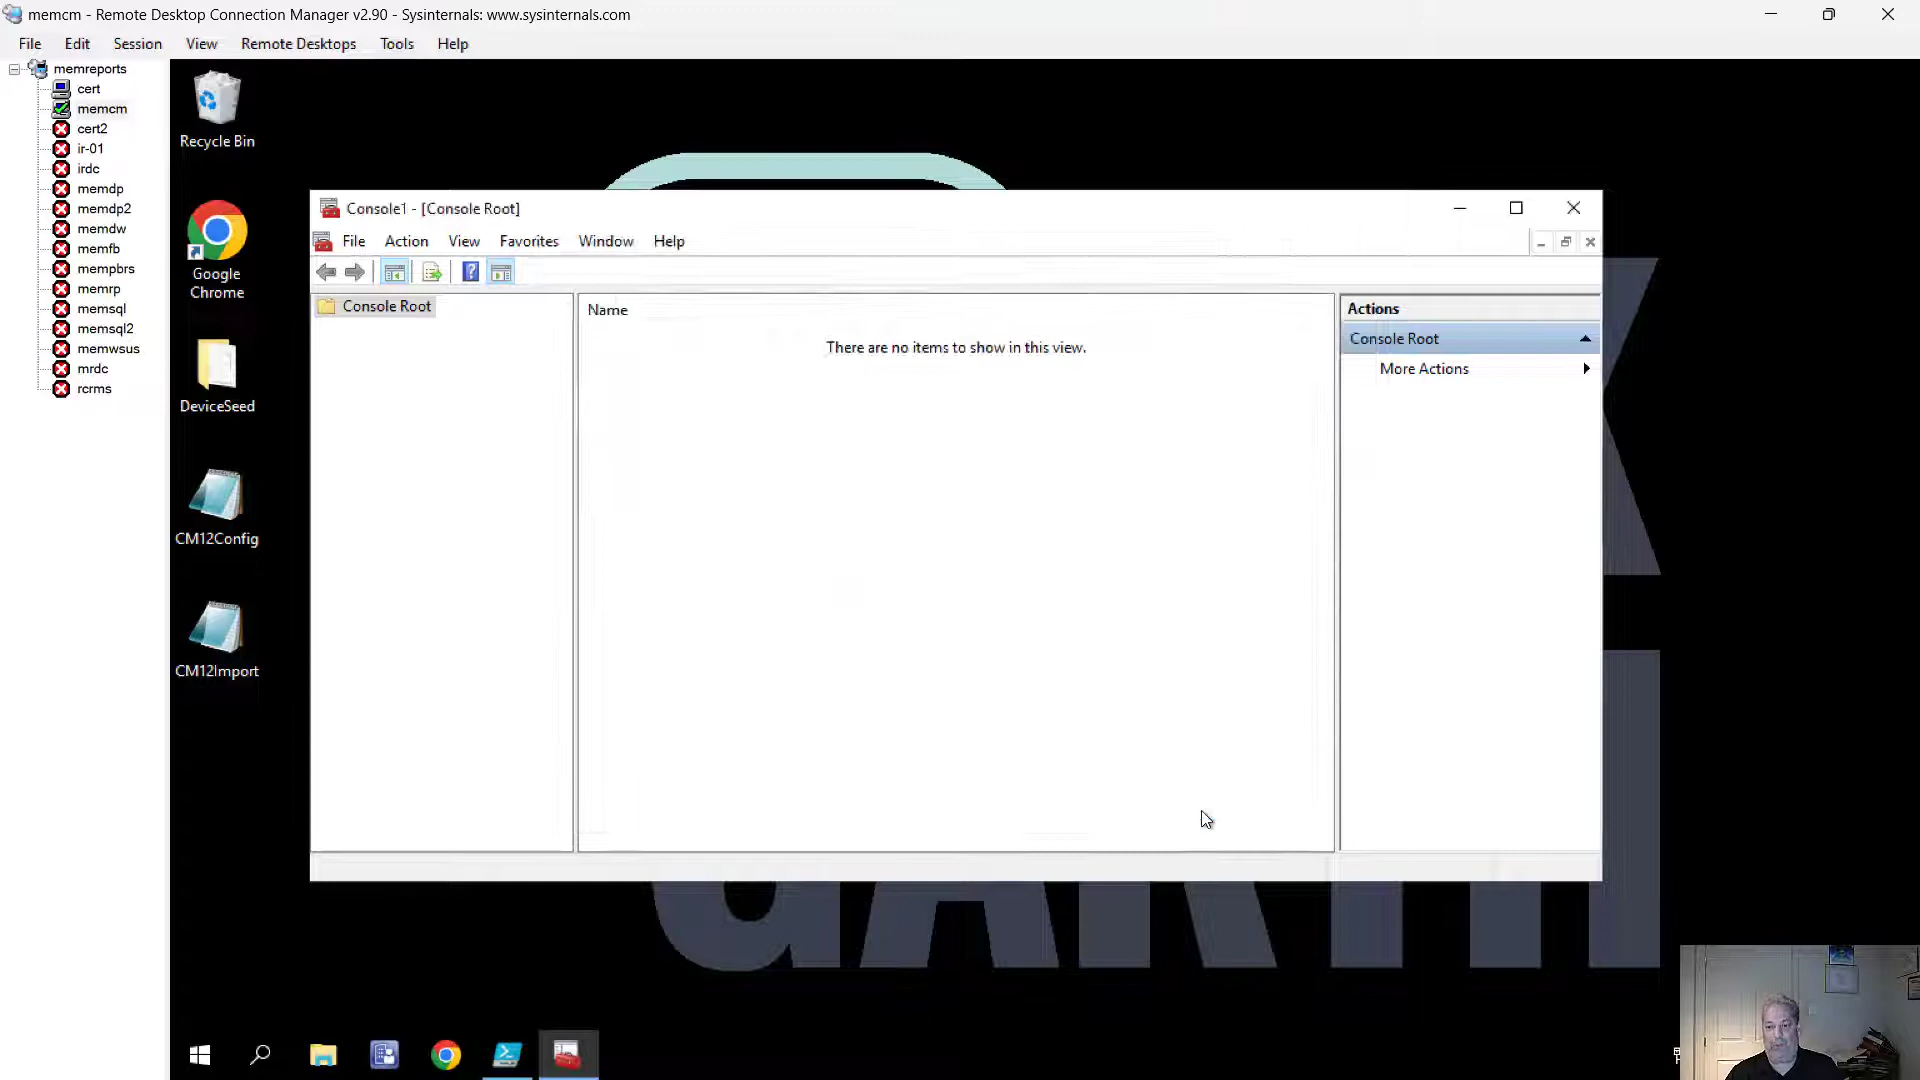 memcm - Remote Desktop Connection Manager v2.90 - Sysinternals: www.sysinternals.com
File Edit Session View Remote Desktops Tools Help
memreports
cert
memcm
cert2
ir-01
irdc
memdp
memdp2
memdw
memfb
mempbrs
memrp
memsql
memsql2
memwsus
mrdc
rcrms
Recycle Bin
Google
Chrome
DeviceSeed
CM12Config
CM12Import
Console1 - [Console Root]
File Action View Favorites Window Help
Console Root
Name
There are no items to show in this view.
Actions
Console Root
More Actions